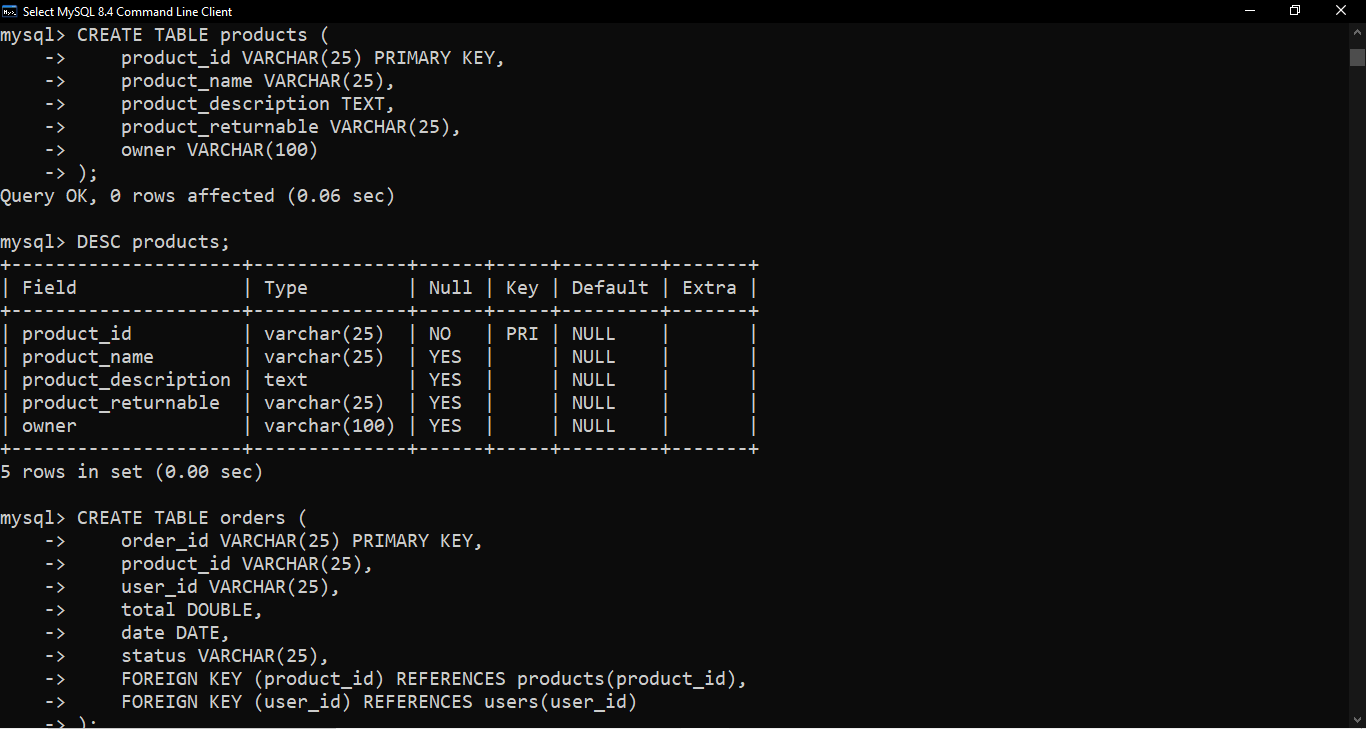 Select MySQL 8.4 Command Line Client
mysql> CREATE TABLE products (
    ->     product_id VARCHAR(25) PRIMARY KEY,
    ->     product_name VARCHAR(25),
    ->     product_description TEXT,
    ->     product_returnable VARCHAR(25),
    ->     owner VARCHAR(100)
    -> );
Query OK, 0 rows affected (0.06 sec)

mysql> DESC products;
+---------------------+--------------+------+-----+---------+-------+
| Field               | Type         | Null | Key | Default | Extra |
+---------------------+--------------+------+-----+---------+-------+
| product_id          | varchar(25)  | NO   | PRI | NULL    |       |
| product_name        | varchar(25)  | YES  |     | NULL    |       |
| product_description | text         | YES  |     | NULL    |       |
| product_returnable  | varchar(25)  | YES  |     | NULL    |       |
| owner               | varchar(100) | YES  |     | NULL    |       |
+---------------------+--------------+------+-----+---------+-------+
5 rows in set (0.00 sec)

mysql> CREATE TABLE orders (
    ->     order_id VARCHAR(25) PRIMARY KEY,
    ->     product_id VARCHAR(25),
    ->     user_id VARCHAR(25),
    ->     total DOUBLE,
    ->     date DATE,
    ->     status VARCHAR(25),
    ->     FOREIGN KEY (product_id) REFERENCES products(product_id),
    ->     FOREIGN KEY (user_id) REFERENCES users(user_id)
    -> );